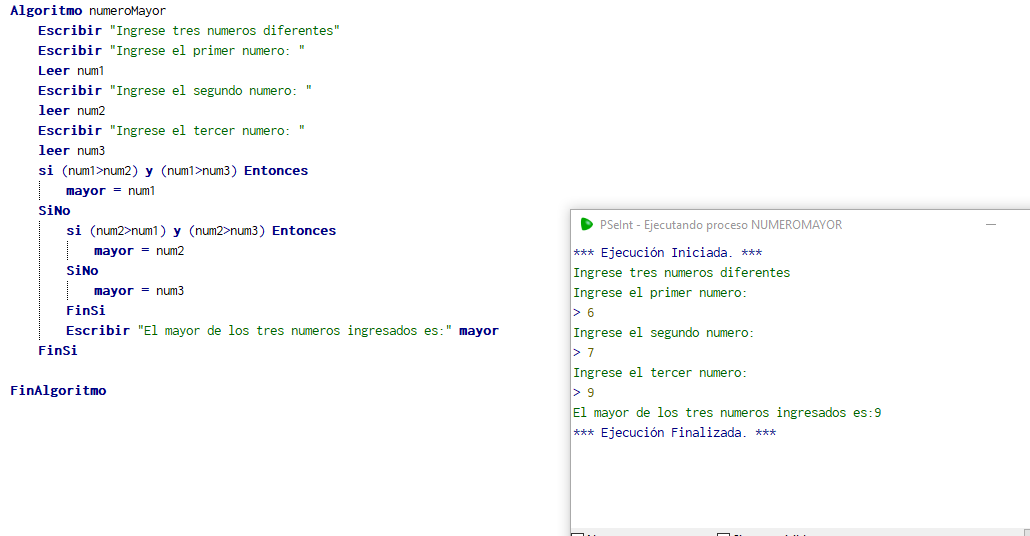 Algoritmo numeroMayor
Escribir "Ingrese tres numeros diferentes"
Escribir "Ingrese el primer numero: "
Leer num1
Escribir "Ingrese el segundo numero: "
leer num2
Escribir "Ingrese el tercer numero: "
leer num3
si (num1>num2) y (num1>num3) Entonces
mayor = num1
SiNo
si (num2>num1) y (num2>num3) Entonces
mayor = num2
SiNo
mayor = num3
FinSi
Escribir "El mayor de los tres numeros ingresados es:" mayor
FinSi
FinAlgoritmo
PSeInt - Ejecutando proceso NUMEROMAYOR
*** Ejecución Iniciada. ***
Ingrese tres numeros diferentes
Ingrese el primer numero:
> 6
Ingrese el segundo numero:
> 7
Ingrese el tercer numero:
> 9
El mayor de los tres numeros ingresados es:9
*** Ejecución Finalizada. ***